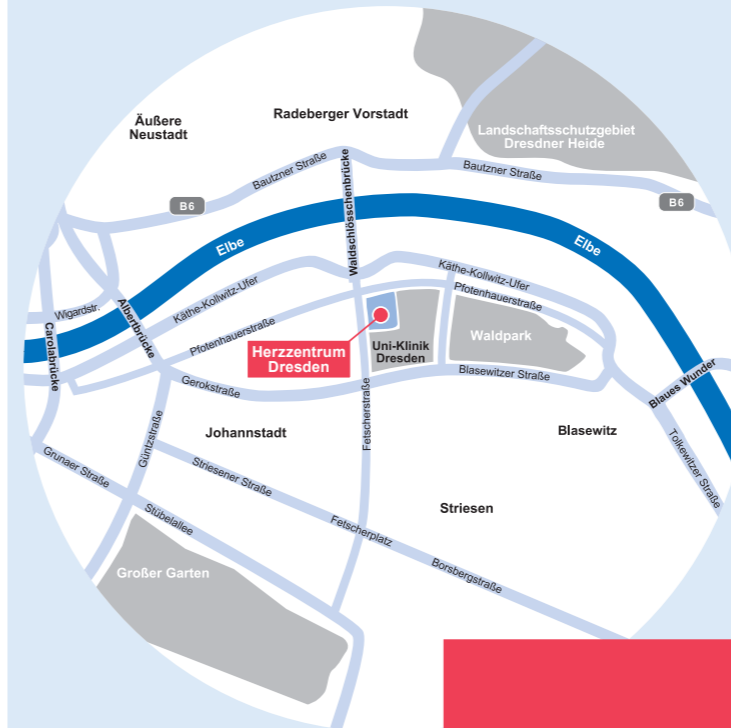 Radeberger Vorstadt
Äußere
Neustadt
Landschaftsschutzgebiet
Dresdner Heide
Bautzner Straße
Bautzner Straße
B6
B6
Waldschlösschenbrücke
Elbe
Elbe
Käthe-Kollwitz-Ufer
Käthe-Kollwitz-Ufer
Pfotenhauerstraße
Pfotenhauerstraße
Wigardstr.
Carolabrücke
Albertbrücke
Herzzentrum
Dresden
Uni-Klinik
Dresden
Waldpark
Gerokstraße
Blasewitzer Straße
Blaues Wunder
Tolkewitzer Straße
Güntzstraße
Fetscherstraße
Johannstadt
Blasewitz
Grunaer Straße
Striesener Straße
Stübelallee
Fetscherplatz
Striesen
Borsbergstraße
Großer Garten